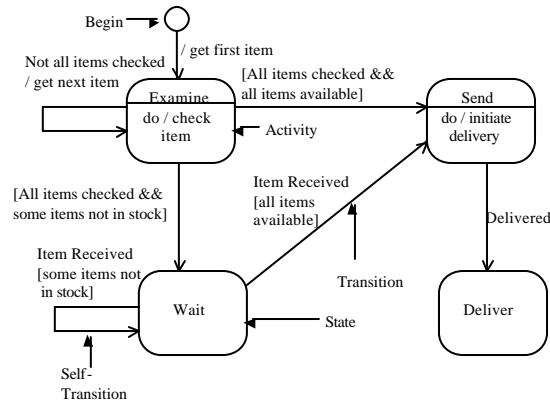 Begin
/ get first item
Not all items checked
/ get next item
[All items checked &&
all items available]
Examine
do / check
item
Activity
Send
do / initiate
delivery
[All items checked &&
some items not in stock]
Item Received
[all items
available]
Delivered
Item Received
[some items not
in stock]
Transition
Wait
Deliver
State
Self-
Transition